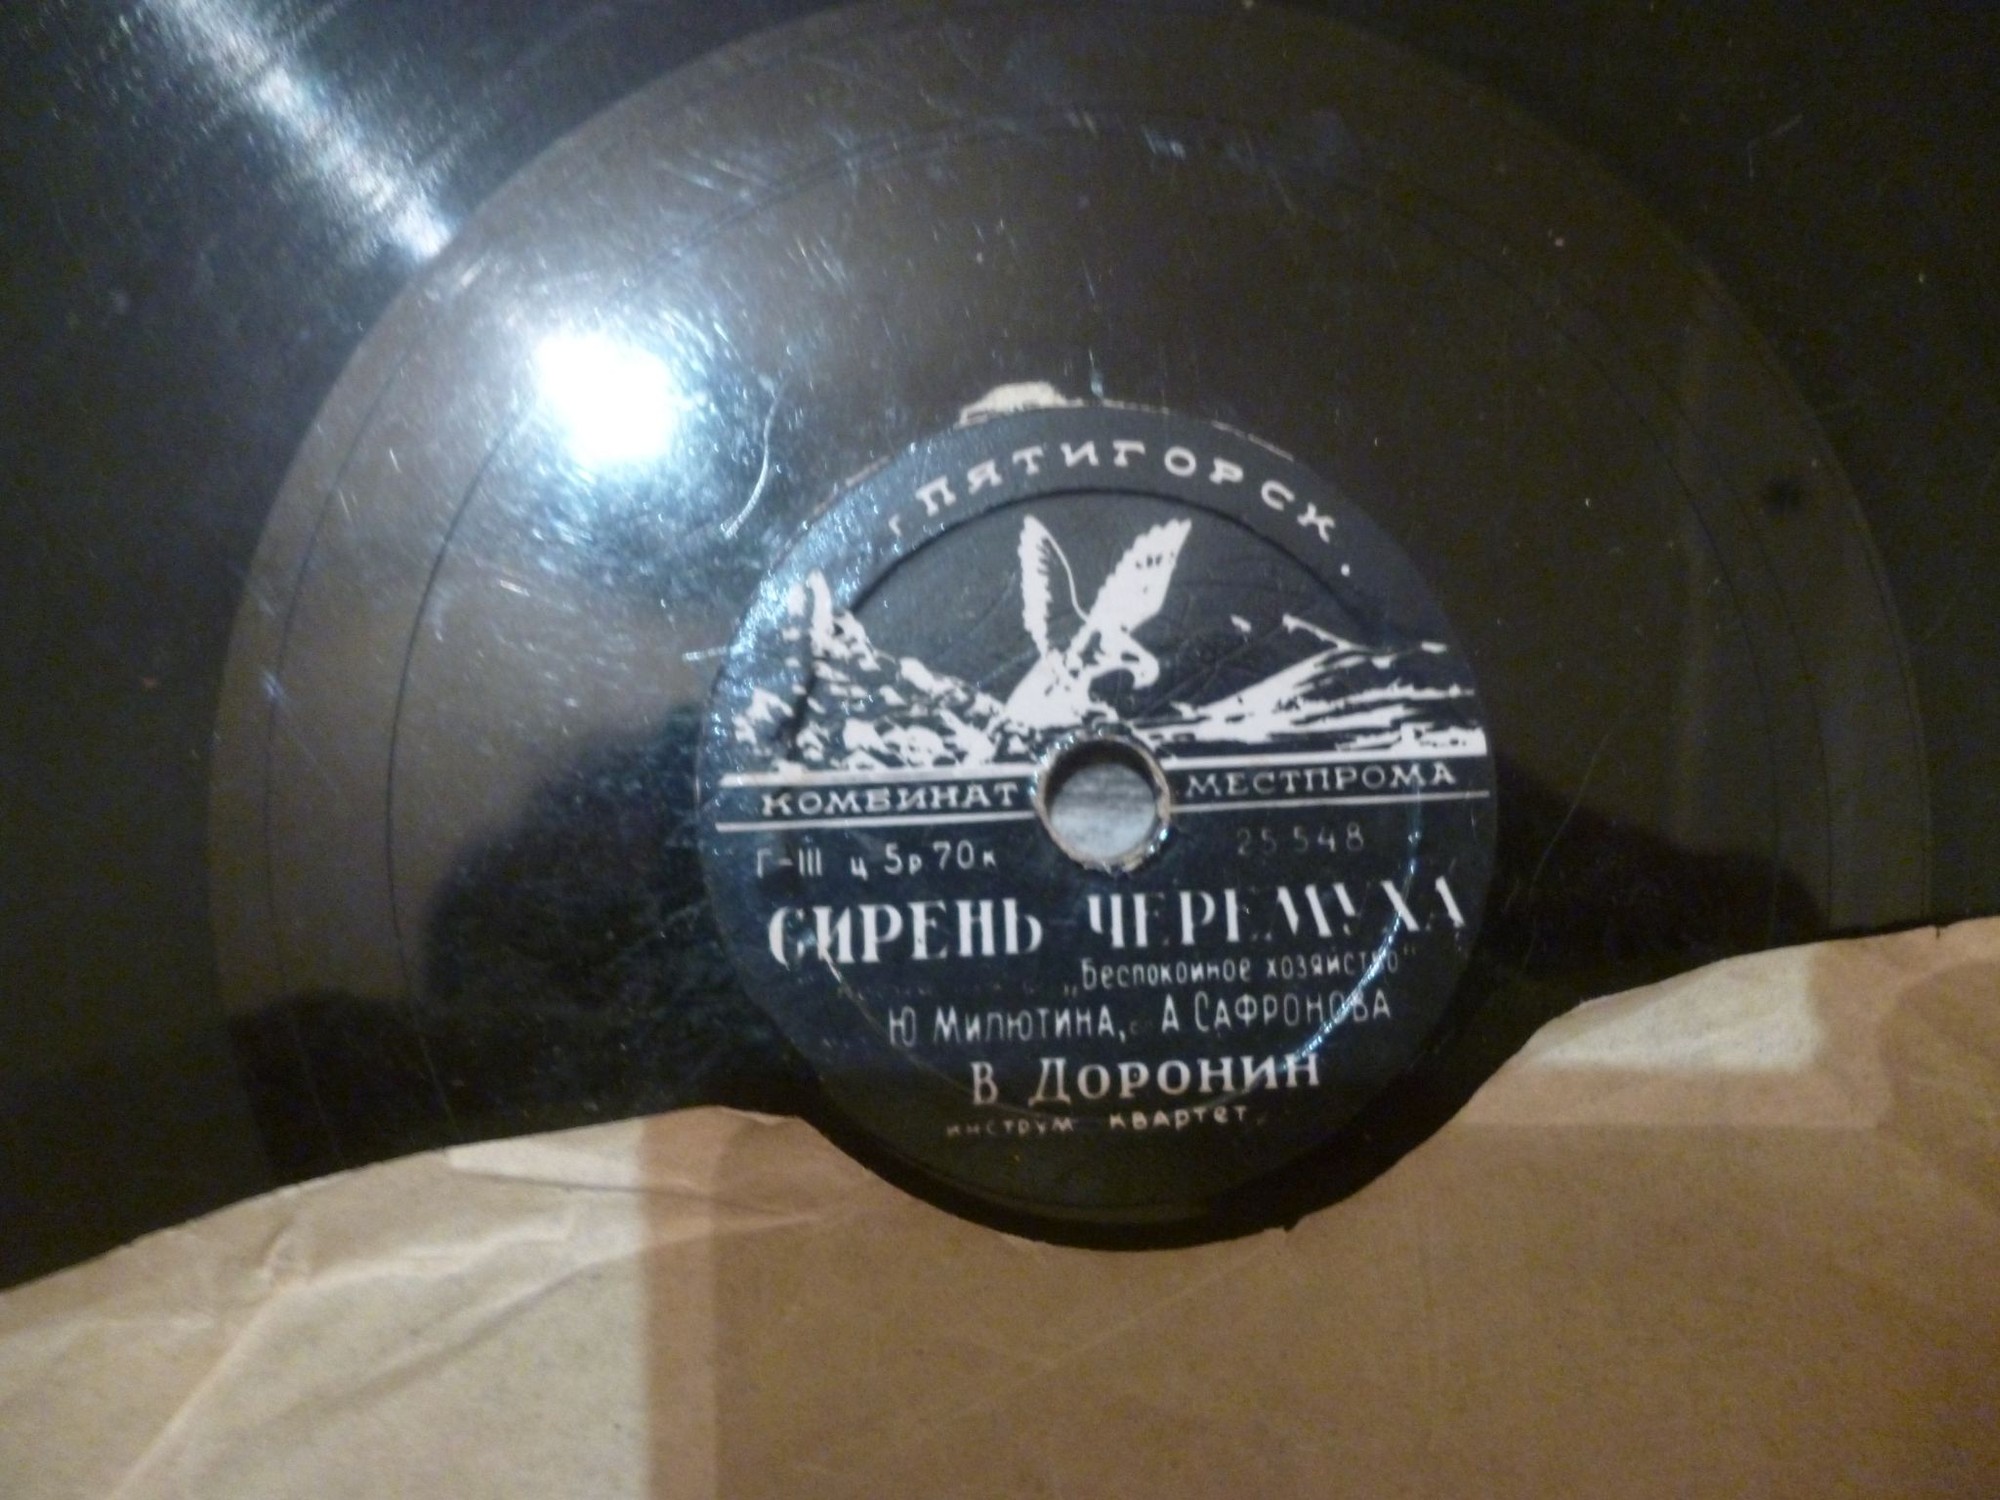 г ПЯТИГОРСК.
КОМБИНАТ МЕСТПРОМА
Г-III ц 5р 70к 25548
СИРЕНЬ ЧЕРЕМУХА
„Беспокойное хозяйство"
Ю МИЛЮТИНА, А САФРОНОВА
В ДОРОНИН
инструм квартет